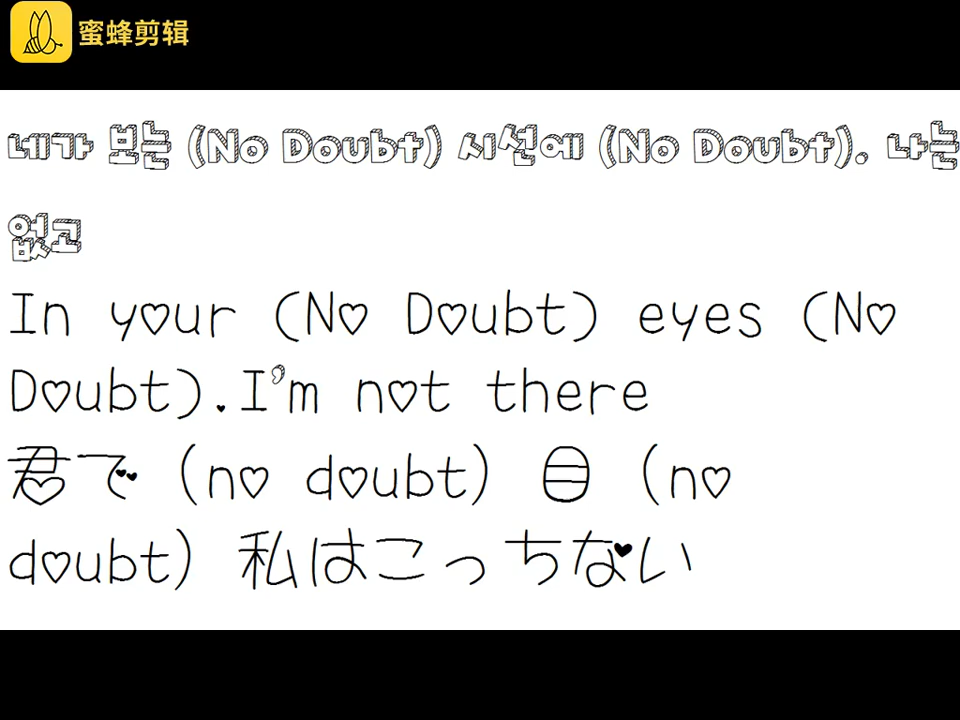 蜜蜂剪辑
네가 보는 (No Doubt) 시선에 (No Doubt). 나는
없고
In your (No Doubt) eyes (No
Doubt).I'm not there
君で (no doubt) 目 (no
doubt) 私はこっちない